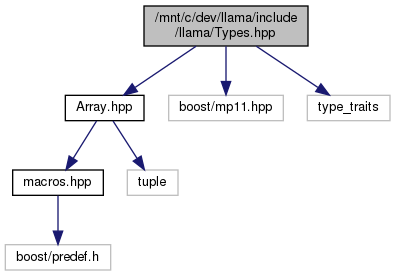 /mnt/c/dev/llama/include
/llama/Types.hpp
Array.hpp
boost/mp11.hpp
type_traits
macros.hpp
tuple
boost/predef.h